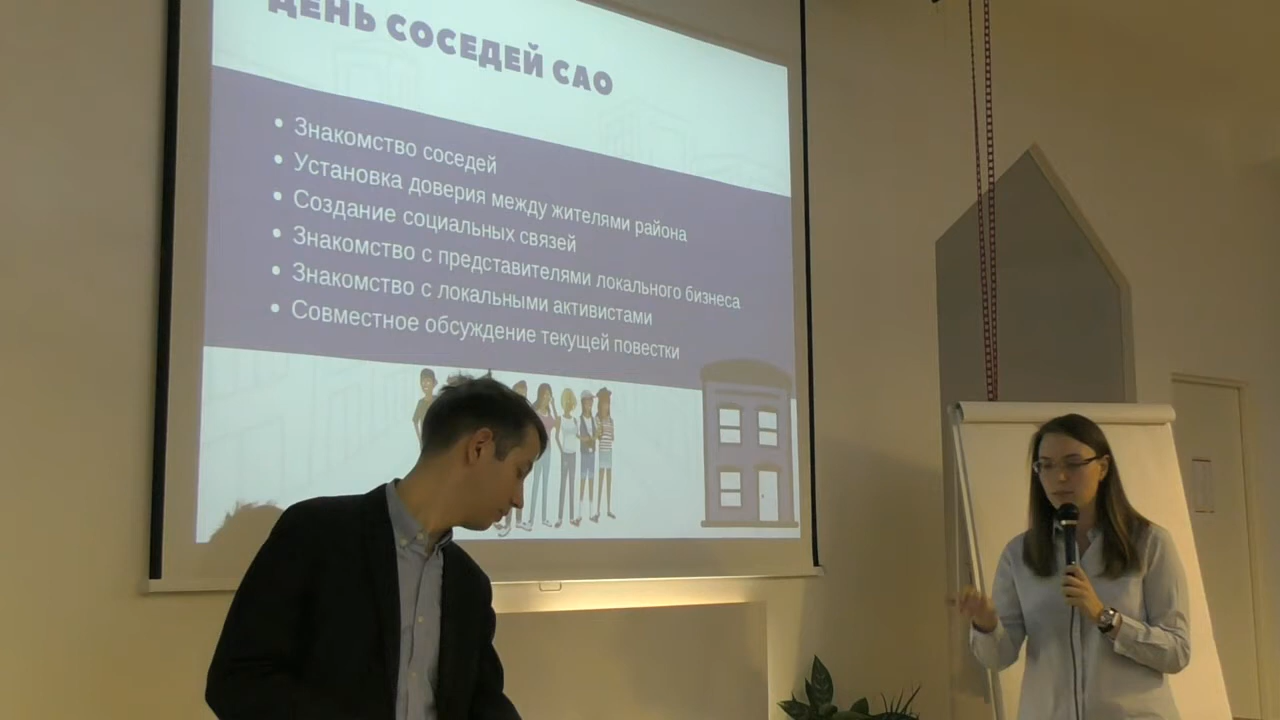 ДЕНЬ СОСЕДЕЙ САО
• Знакомство соседей
• Установка доверия между жителями района
• Создание социальных связей
• Знакомство с представителями локального бизнеса
• Знакомство с локальными активистами
• Совместное обсуждение текущей повестки